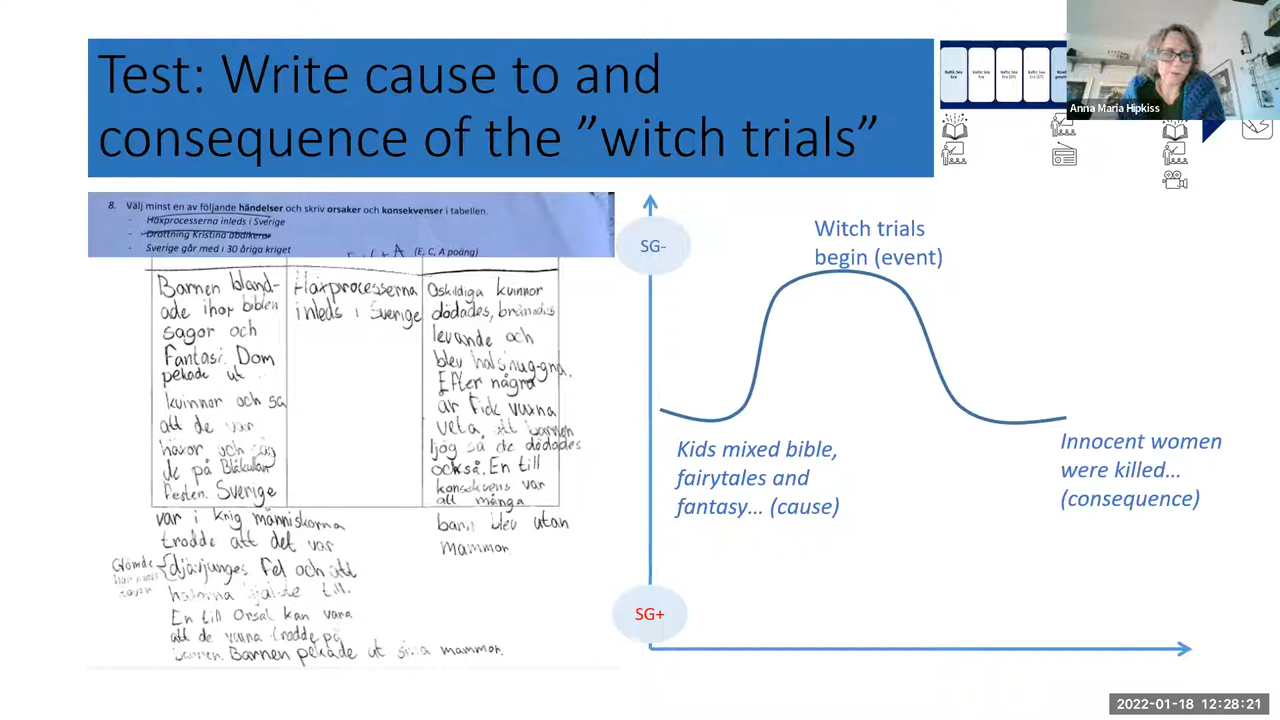 Test: Write cause to and
consequence of the ”witch trials”
Anna Maria Hipkiss
8. Välj minst en av följande händelser och skriv orsaker och konsekvenser i tabellen.
- Häxprocesserna inleds i Sverige
- Drottning Kristina abdikerar
- Sverige går med i 30 åriga kriget
(E, C, A poäng)
Barnen bland-
ade ihop biblen
sagor och
Fantasi. Dom
pekade ut
kvinnor och sa
att de var
häxor och såg
de på Blåkullan
festen. Sverige
var i krig människorna
trodde att det var
djävjunges fel och att
till.
En till Orsak kan vara
att de vuxna trodde på
barnen. Barnen pekade ut sina mammor.
Glömde
Häxprocesserna
inleds i Sverige
Oskildiga kvinnor
dödades, brändes
levande och
blev halshuggna.
Efter några
år fick vuxna
veta att barnen
ljög så de dödades
också. En till
konsekvens var
att många
barn blev utan
mammor.
SG-
SG+
Witch trials
begin (event)
Kids mixed bible,
fairytales and
fantasy... (cause)
Innocent women
were killed...
(consequence)
2022-01-18 12:28:21